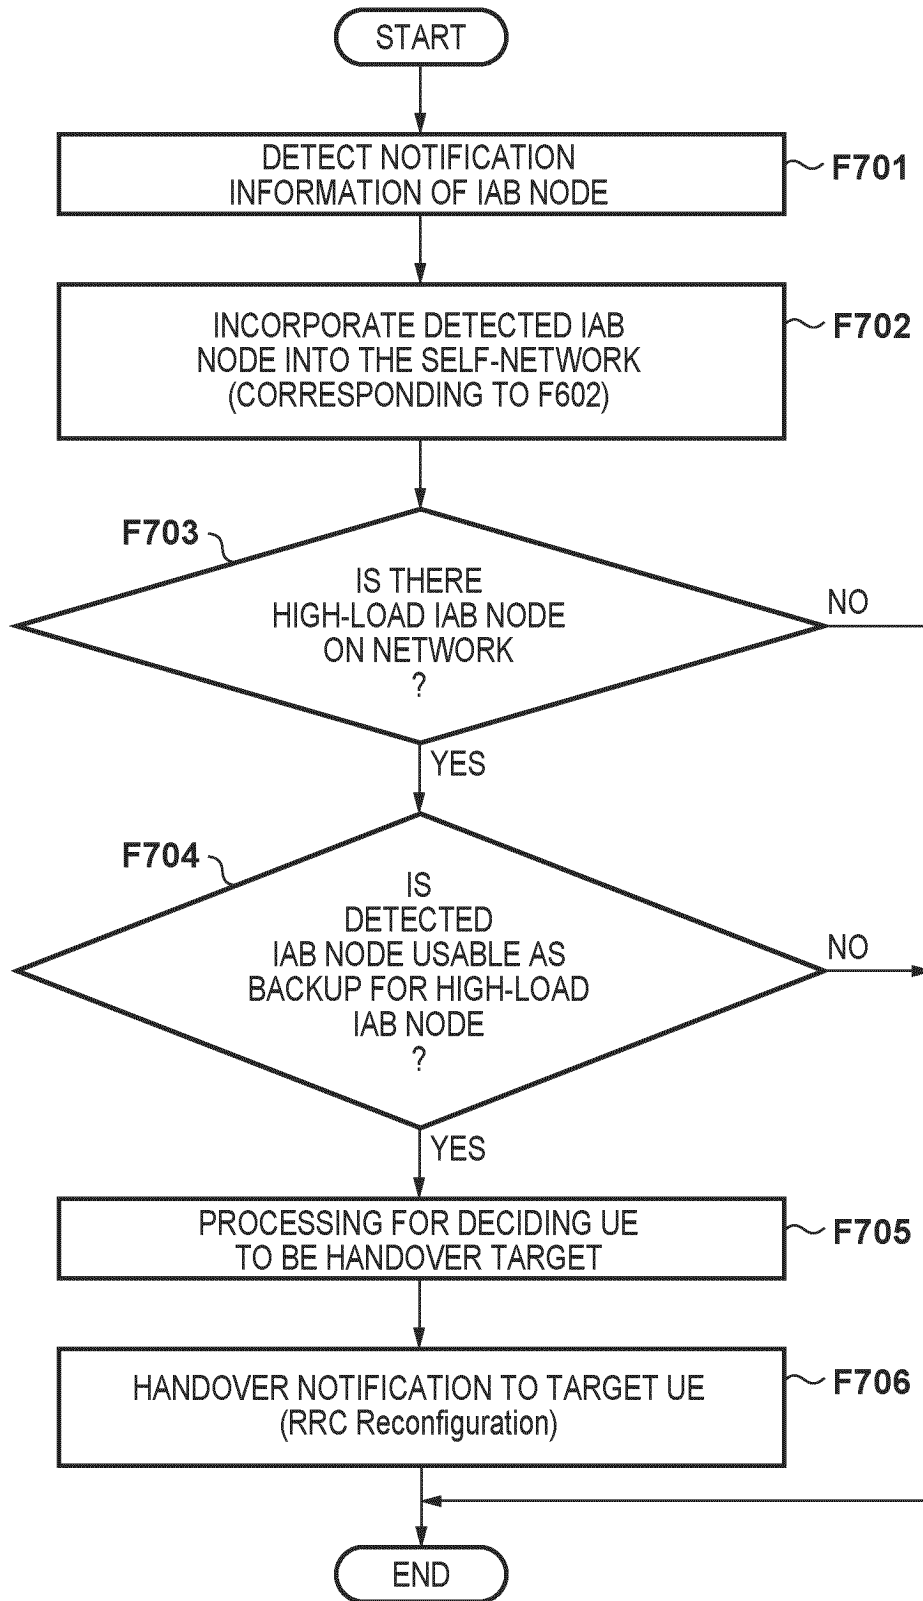 START
DETECT NOTIFICATION
INFORMATION OF IAB NODE
F701
INCORPORATE DETECTED IAB
NODE INTO THE SELF-NETWORK
(CORRESPONDING TO F602)
F702
F703
IS THERE
HIGH-LOAD IAB NODE
ON NETWORK
?
NO
YES
F704
IS
DETECTED
IAB NODE USABLE AS
BACKUP FOR HIGH-LOAD
IAB NODE
?
NO
YES
PROCESSING FOR DECIDING UE
TO BE HANDOVER TARGET
F705
HANDOVER NOTIFICATION TO TARGET UE
(RRC Reconfiguration)
F706
END